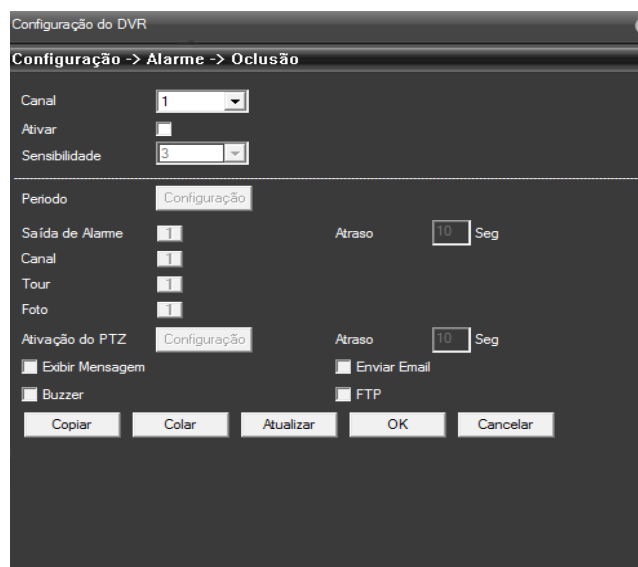 Configuração do DVR
Configuração -> Alarme -> Oclusão
Canal 1
Ativar
Sensibilidade 3
Periodo Configuração
Saída de Alarme 1 Atraso 10 Seg
Canal 1
Tour 1
Foto 1
Ativação do PTZ Configuração Atraso 10 Seg
Exibir Mensagem Enviar Email
Buzzer FTP
Copiar Colar Atualizar OK Cancelar